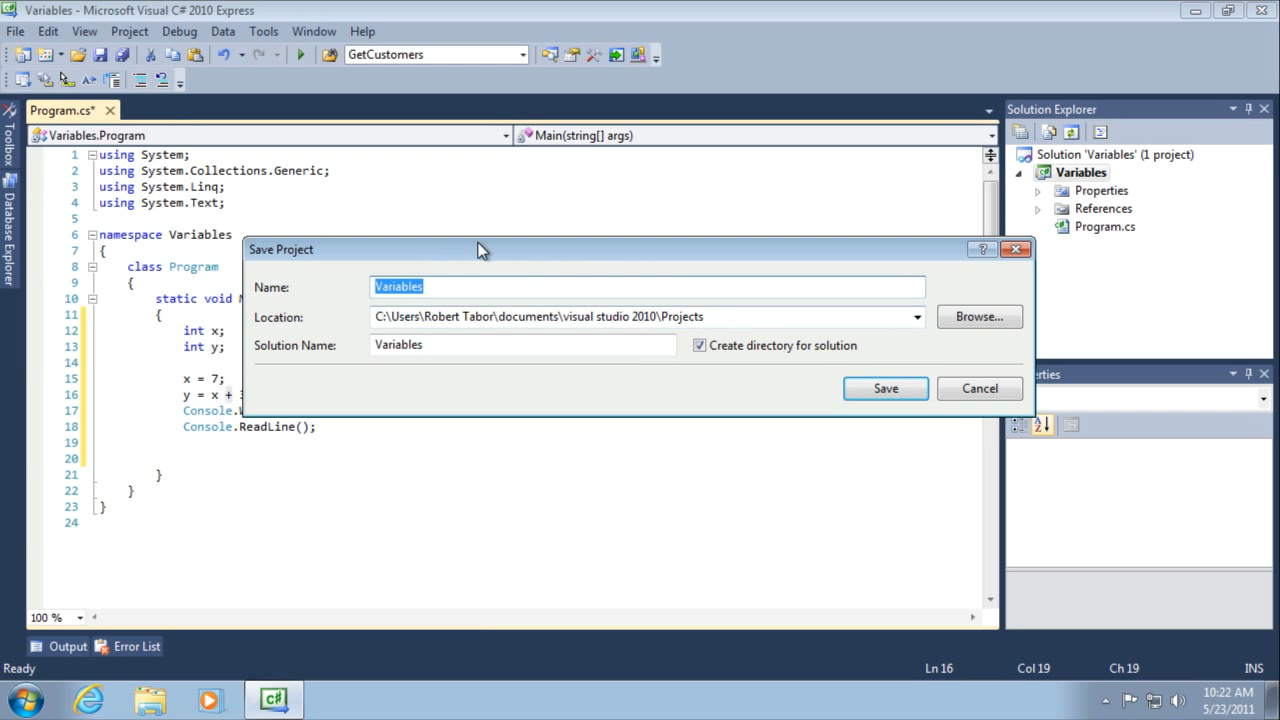 Variables - Microsoft Visual C# 2010 Express
File Edit View Project Debug Data Tools Window Help
GetCustomers
Program.cs*
Solution Explorer
Toolbox
Database Explorer
Variables.Program
Main(string[] args)
Solution 'Variables' (1 project)
Variables
Properties
References
Program.cs
1 using System;
2 using System.Collections.Generic;
3 using System.Linq;
4 using System.Text;
5
6 namespace Variables
7 {
8 class Program
9 {
10 static void
11 {
12 int x;
13 int y;
14
15 x = 7;
16 y = x +
17 Console.
18 Console.ReadLine();
19
20
21 }
22 }
23 }
24
Save Project
Name: Variables
Location: C:\Users\Robert Tabor\documents\visual studio 2010\Projects Browse...
Solution Name: Variables Create directory for solution
Save Cancel
100 %
Output Error List
Ready Ln 16 Col 19 Ch 19 INS
C#
10:22 AM
5/23/2011